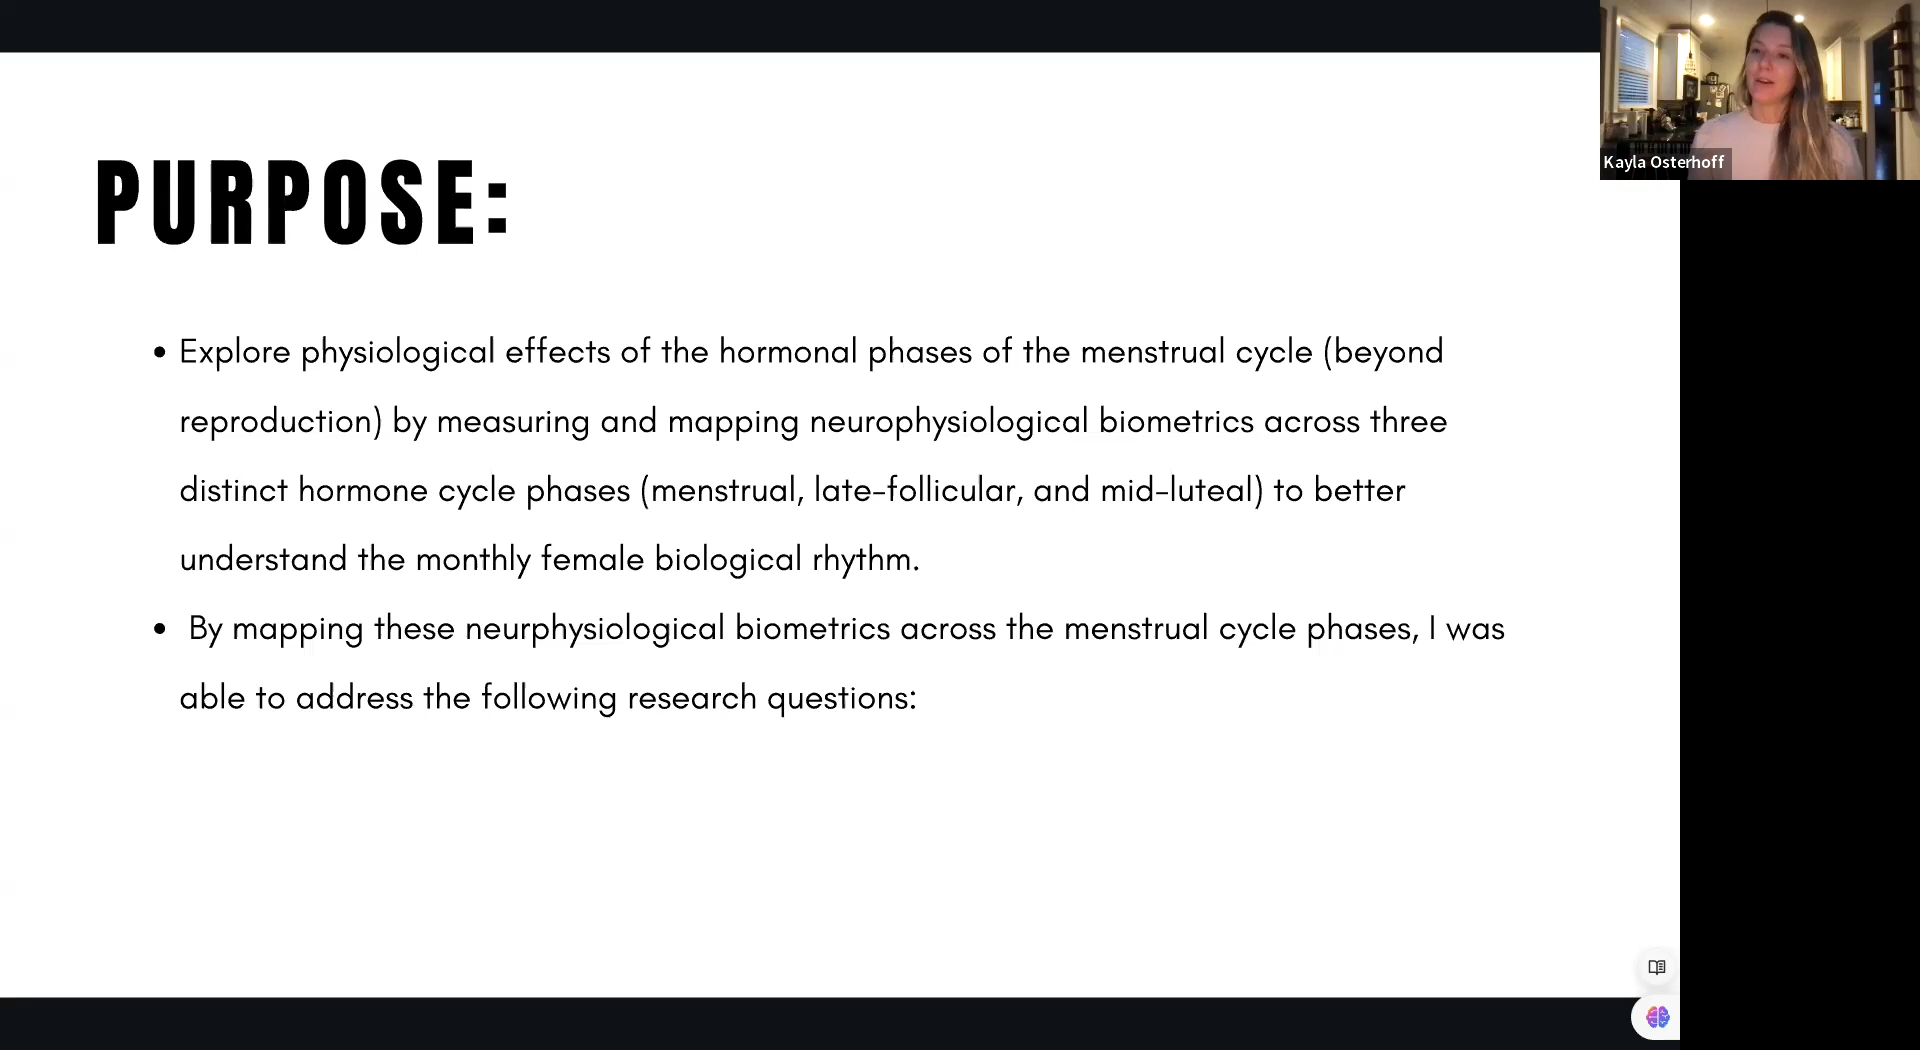 PURPOSE:
• Explore physiological effects of the hormonal phases of the menstrual cycle (beyond
reproduction) by measuring and mapping neurophysiological biometrics across three
distinct hormone cycle phases (menstrual, late-follicular, and mid-luteal) to better
understand the monthly female biological rhythm.
• By mapping these neurphysiological biometrics across the menstrual cycle phases, I was
able to address the following research questions:
Kayla Osterhoff